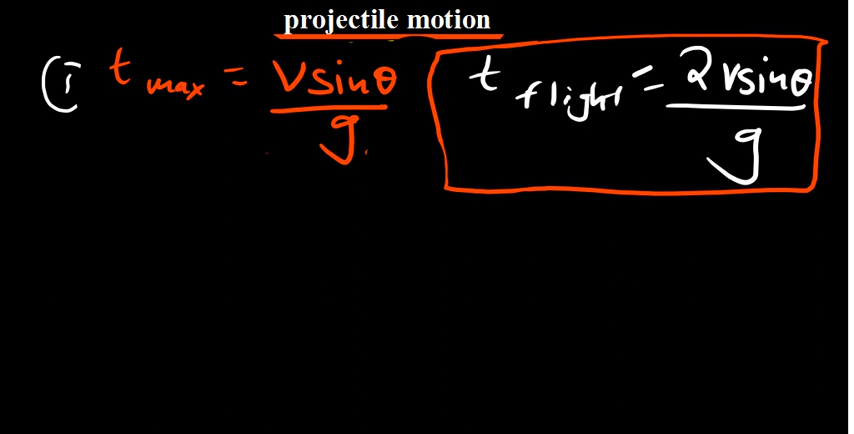 projectile motion
(i t max = Vsinθ / g
t flight = 2vsinθ / g